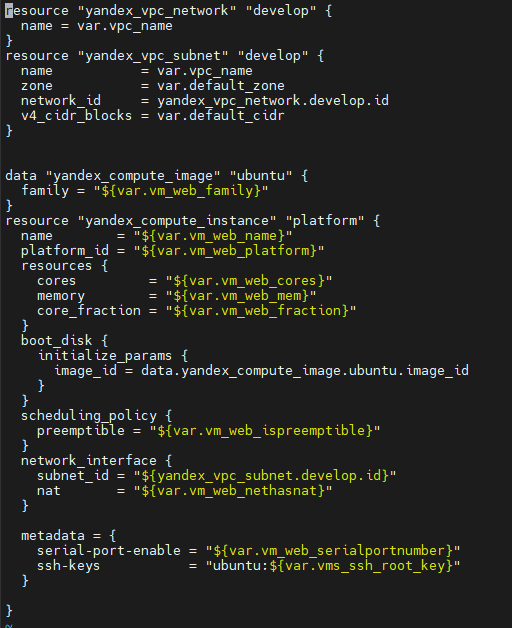 resource "yandex_vpc_network" "develop" {
  name = var.vpc_name
}
resource "yandex_vpc_subnet" "develop" {
  name           = var.vpc_name
  zone           = var.default_zone
  network_id     = yandex_vpc_network.develop.id
  v4_cidr_blocks = var.default_cidr
}


data "yandex_compute_image" "ubuntu" {
  family = "${var.vm_web_family}"
}
resource "yandex_compute_instance" "platform" {
  name        = "${var.vm_web_name}"
  platform_id = "${var.vm_web_platform}"
  resources {
    cores         = "${var.vm_web_cores}"
    memory        = "${var.vm_web_mem}"
    core_fraction = "${var.vm_web_fraction}"
  }
  boot_disk {
    initialize_params {
      image_id = data.yandex_compute_image.ubuntu.image_id
    }
  }
  scheduling_policy {
    preemptible = "${var.vm_web_ispreemptible}"
  }
  network_interface {
    subnet_id = "${yandex_vpc_subnet.develop.id}"
    nat       = "${var.vm_web_nethasnat}"
  }

  metadata = {
    serial-port-enable = "${var.vm_web_serialportnumber}"
    ssh-keys           = "ubuntu:${var.vms_ssh_root_key}"
  }

}
~